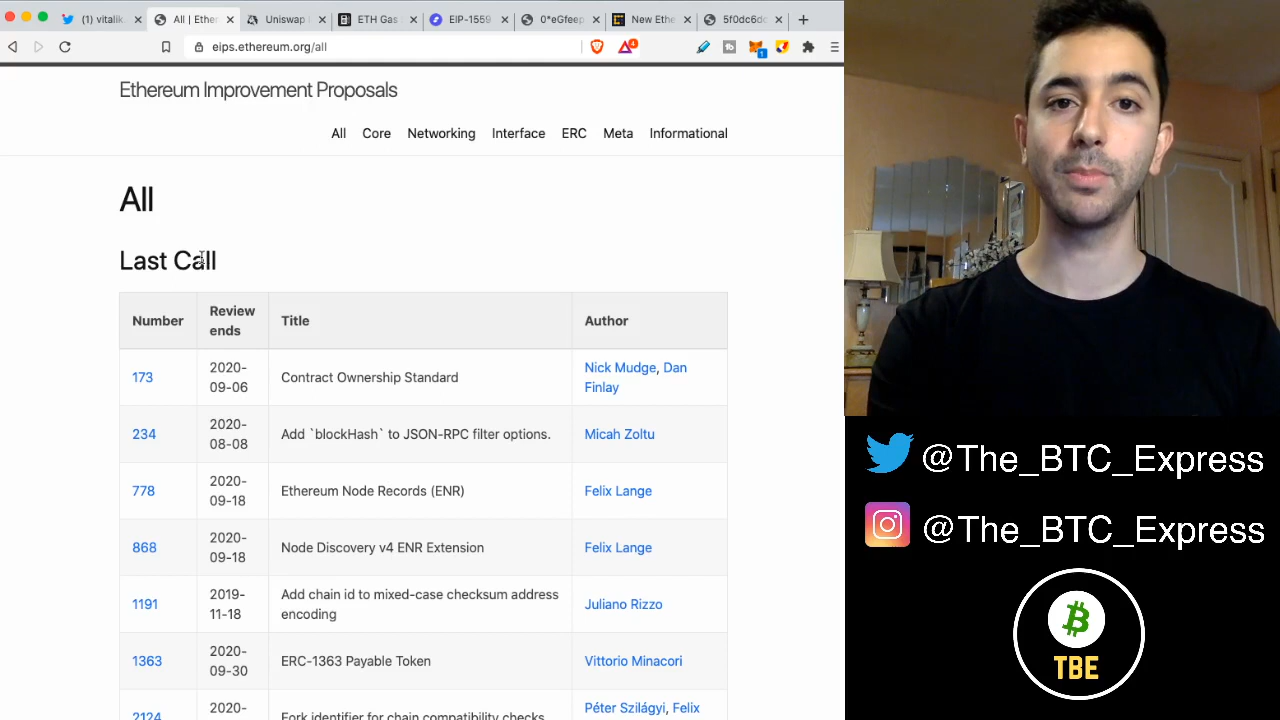 (1) vitalik.
All | Ether
Uniswap
ETH Gas
EIP-1559
0*eGfeep
New Ethe
5f0dc6dc
eips.ethereum.org/all
4
1
Ethereum Improvement Proposals
All Core Networking Interface ERC Meta Informational
All
Last Call
Number Review ends Title Author
173 2020-09-06 Contract Ownership Standard Nick Mudge, Dan Finlay
234 2020-08-08 Add `blockHash` to JSON-RPC filter options. Micah Zoltu
778 2020-09-18 Ethereum Node Records (ENR) Felix Lange
868 2020-09-18 Node Discovery v4 ENR Extension Felix Lange
1191 2019-11-18 Add chain id to mixed-case checksum address encoding Juliano Rizzo
1363 2020-09-30 ERC-1363 Payable Token Vittorio Minacori
2124 2020- Fork identifier for chain compatibility checks Péter Szilágyi, Felix
@The_BTC_Express
@The_BTC_Express
TBE